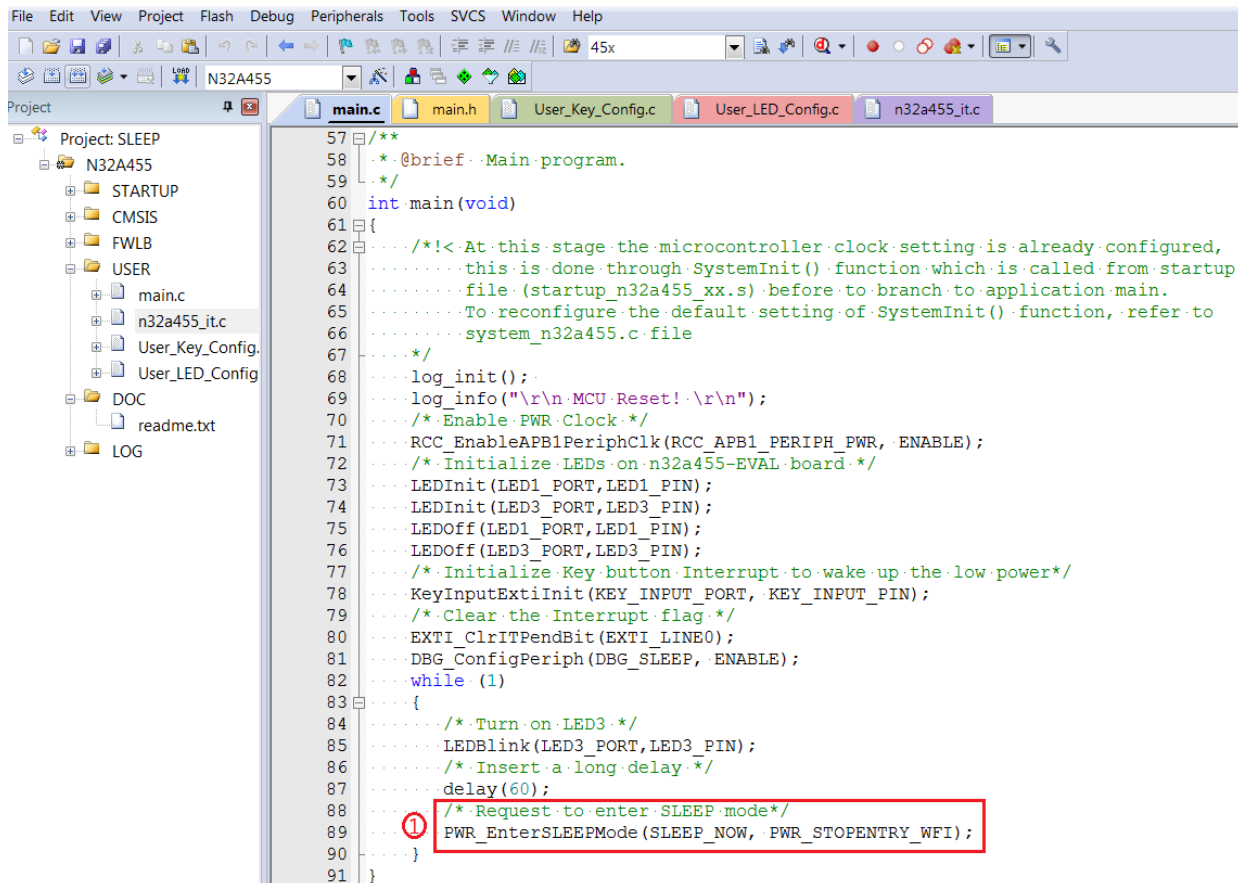 File Edit View Project Flash Debug Peripherals Tools SVCS Window Help
45x
LOAD N32A455
Project
main.c main.h User_Key_Config.c User_LED_Config.c n32a455_it.c
Project: SLEEP
N32A455
STARTUP
CMSIS
FWLB
USER
main.c
n32a455_it.c
User_Key_Config.
User_LED_Config
DOC
readme.txt
LOG
57 /**
58 * @brief Main program.
59 */
60 int main(void)
61 {
62 /*!< At this stage the microcontroller clock setting is already configured,
63 this is done through SystemInit() function which is called from startup
64 file (startup_n32a455_xx.s) before to branch to application main.
65 To reconfigure the default setting of SystemInit() function, refer to
66 system_n32a455.c file
67 */
68 log_init();
69 log_info("\r\n MCU Reset! \r\n");
70 /* Enable PWR Clock */
71 RCC_EnableAPB1PeriphClk(RCC_APB1_PERIPH_PWR, ENABLE);
72 /* Initialize LEDs on n32a455-EVAL board */
73 LEDInit(LED1_PORT,LED1_PIN);
74 LEDInit(LED3_PORT,LED3_PIN);
75 LEDOff(LED1_PORT,LED1_PIN);
76 LEDOff(LED3_PORT,LED3_PIN);
77 /* Initialize Key button Interrupt to wake up the low power*/
78 KeyInputExtiInit(KEY_INPUT_PORT, KEY_INPUT_PIN);
79 /* Clear the Interrupt flag */
80 EXTI_ClrITPendBit(EXTI_LINE0);
81 DBG_ConfigPeriph(DBG_SLEEP, ENABLE);
82 while (1)
83 {
84 /* Turn on LED3 */
85 LEDBlink(LED3_PORT,LED3_PIN);
86 /* Insert a long delay */
87 delay(60);
88 /* Request to enter SLEEP mode*/
89 ① PWR_EnterSLEEPMode(SLEEP_NOW, PWR_STOPENTRY_WFI);
90 }
91 }